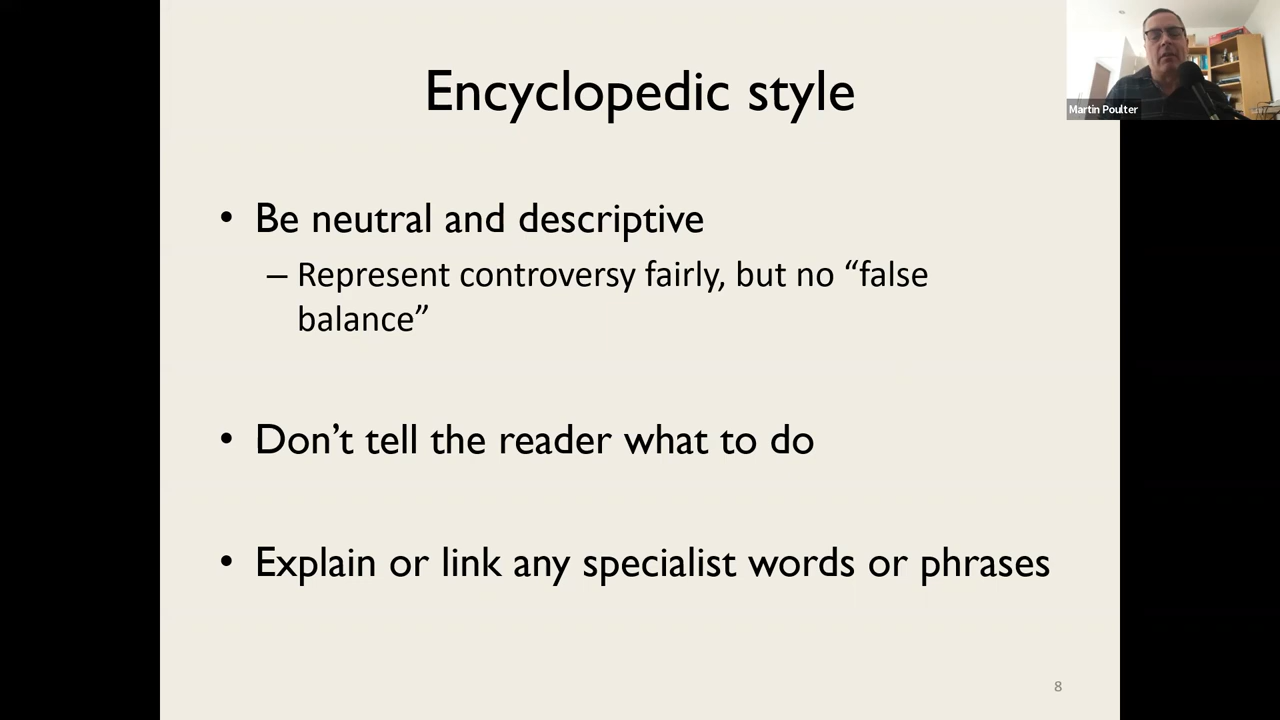 Encyclopedic style
• Be neutral and descriptive
– Represent controversy fairly, but no “false
balance”
• Don’t tell the reader what to do
• Explain or link any specialist words or phrases
8
Martin Poulter